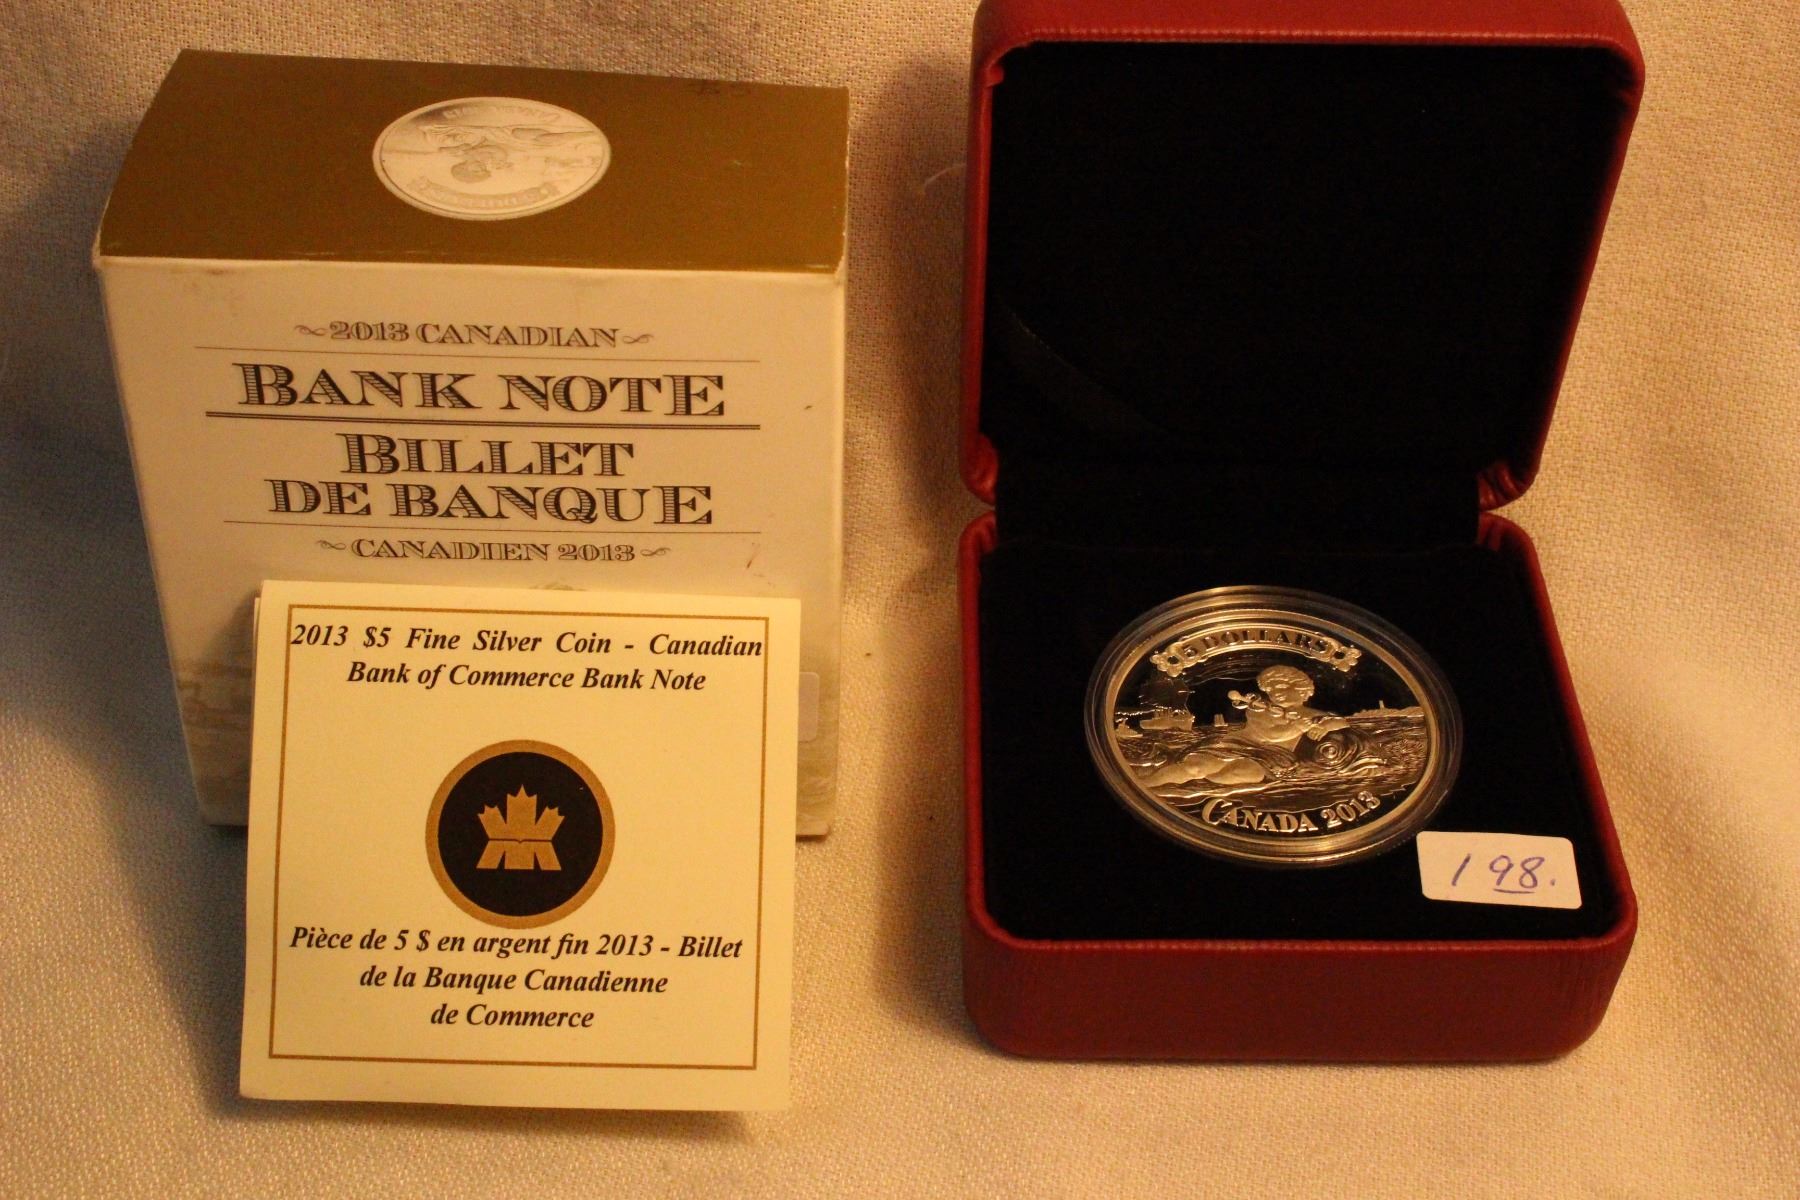 ~2013 CANADIAN~
BANK NOTE
BILLET
DE BANQUE
~CANADIEN 2013~
2013 $5 Fine Silver Coin - Canadian
Bank of Commerce Bank Note
Pièce de 5 $ en argent fin 2013 - Billet
de la Banque Canadienne
de Commerce
5 DOLLARS
CANADA 2013
198.